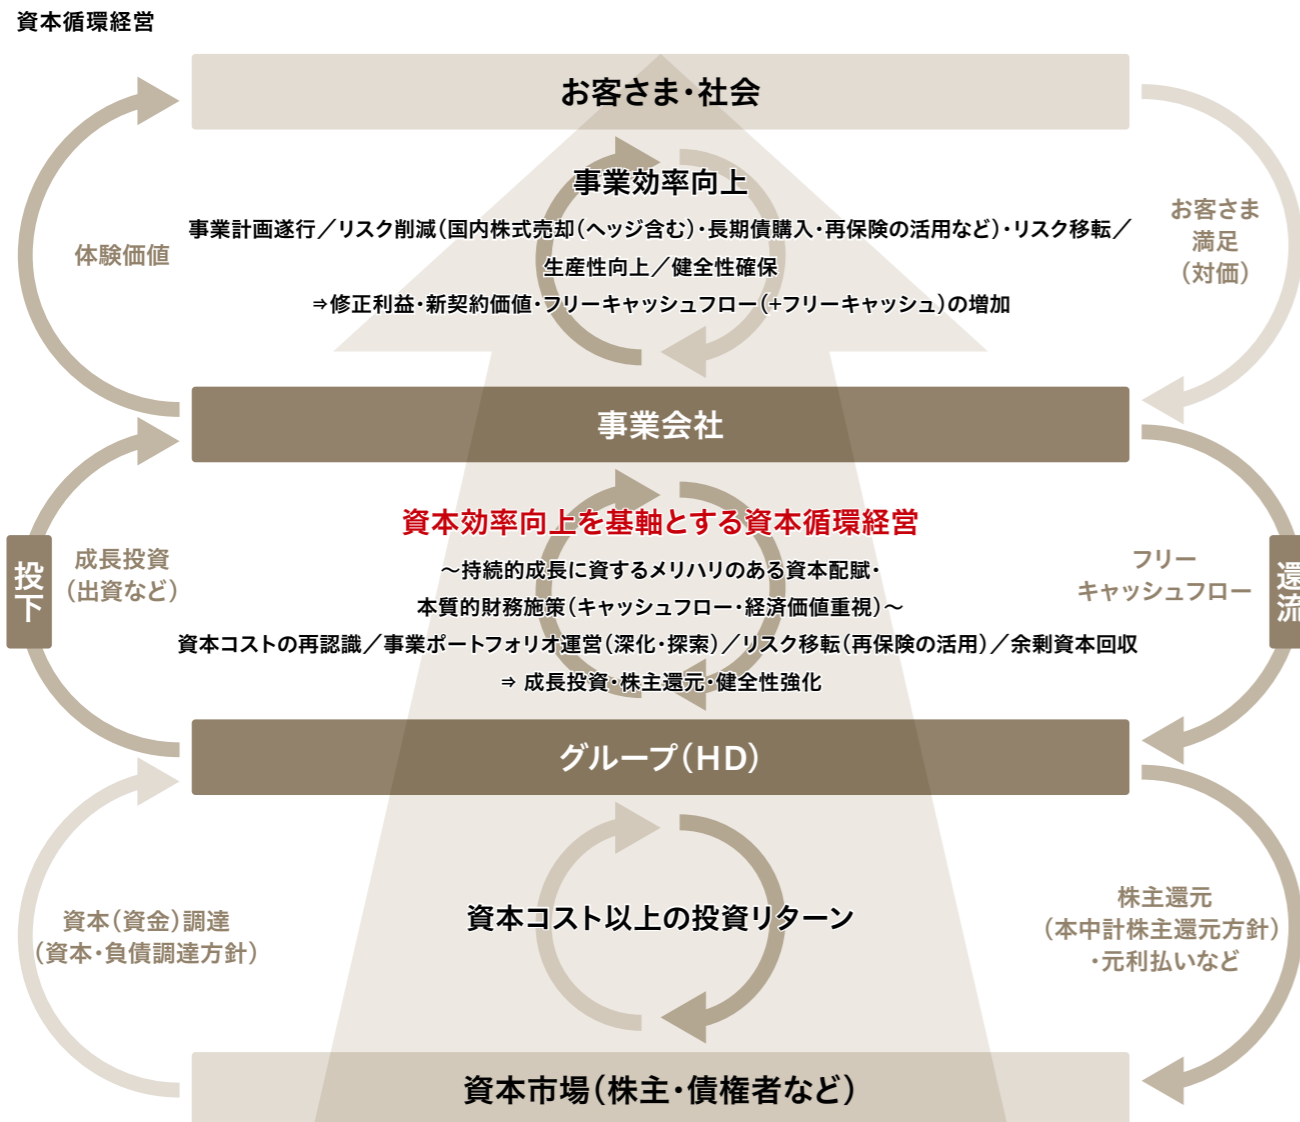 資本循環経営
お客さま・社会
事業効率向上
事業計画遂行／リスク削減(国内株式売却(ヘッジ含む)・長期債購入・再保険の活用など)・リスク移転／
生産性向上／健全性確保
⇒修正利益・新契約価値・フリーキャッシュフロー(+フリーキャッシュ)の増加
体験価値
お客さま
満足
(対価)
事業会社
資本効率向上を基軸とする資本循環経営
～持続的成長に資するメリハリのある資本配賦・
本質的財務施策(キャッシュフロー・経済価値重視)～
資本コストの再認識／事業ポートフォリオ運営(深化・探索)／リスク移転(再保険の活用)／余剰資本回収
⇒ 成長投資・株主還元・健全性強化
投下
成長投資
(出資など)
フリー
キャッシュフロー
還流
グループ(HD)
資本コスト以上の投資リターン
資本(資金)調達
(資本・負債調達方針)
株主還元
(本中計株主還元方針)
・元利払いなど
資本市場(株主・債権者など)